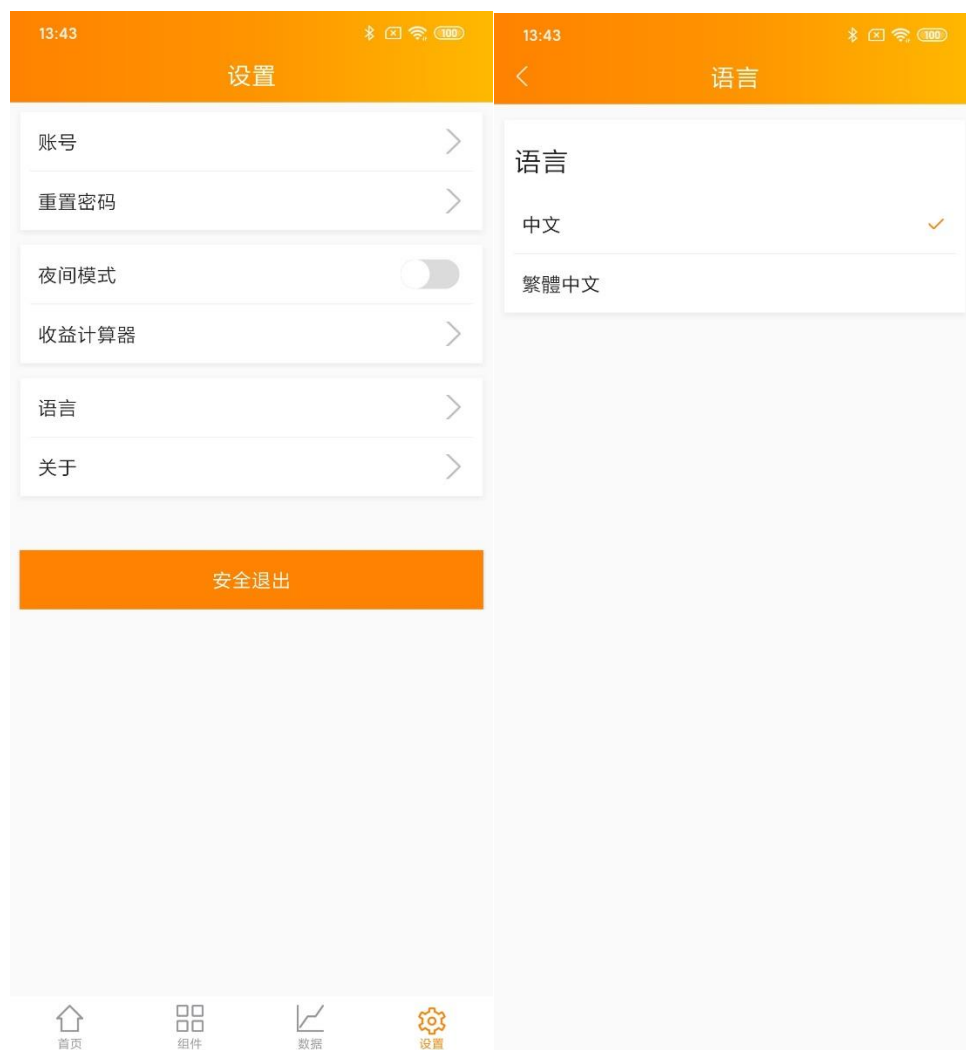 13:43
100
设置
账号
重置密码
夜间模式
收益计算器
语言
关于
安全退出
首页
组件
数据
设置
13:43
100
语言
语言
中文
繁體中文